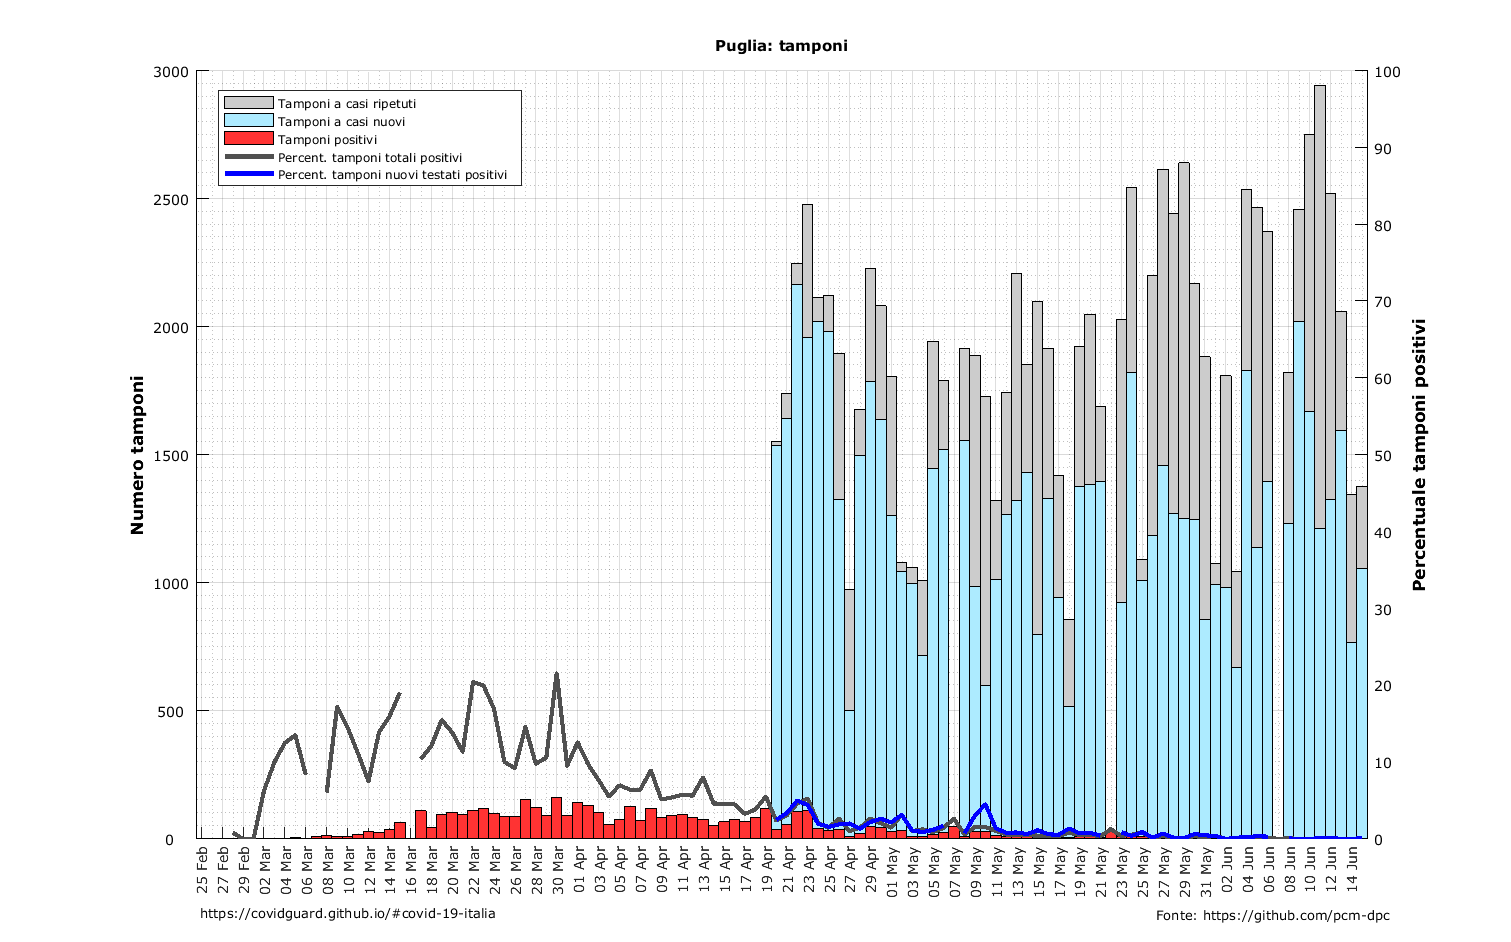 Puglia: tamponi
Tamponi a casi ripetuti
Tamponi a casi nuovi
Tamponi positivi
Percent. tamponi totali positivi
Percent. tamponi nuovi testati positivi
Numero tamponi
3000
2500
2000
1500
1000
500
0
Percentuale tamponi positivi
100
90
80
70
60
50
40
30
20
10
0
25 Feb
27 Feb
29 Feb
02 Mar
04 Mar
06 Mar
08 Mar
10 Mar
12 Mar
14 Mar
16 Mar
18 Mar
20 Mar
22 Mar
24 Mar
26 Mar
28 Mar
30 Mar
01 Apr
03 Apr
05 Apr
07 Apr
09 Apr
11 Apr
13 Apr
15 Apr
17 Apr
19 Apr
21 Apr
23 Apr
25 Apr
27 Apr
29 Apr
01 May
03 May
05 May
07 May
09 May
11 May
13 May
15 May
17 May
19 May
21 May
23 May
25 May
27 May
29 May
31 May
02 Jun
04 Jun
06 Jun
08 Jun
10 Jun
12 Jun
14 Jun
https://covidguard.github.io/#covid-19-italia
Fonte: https://github.com/pcm-dpc